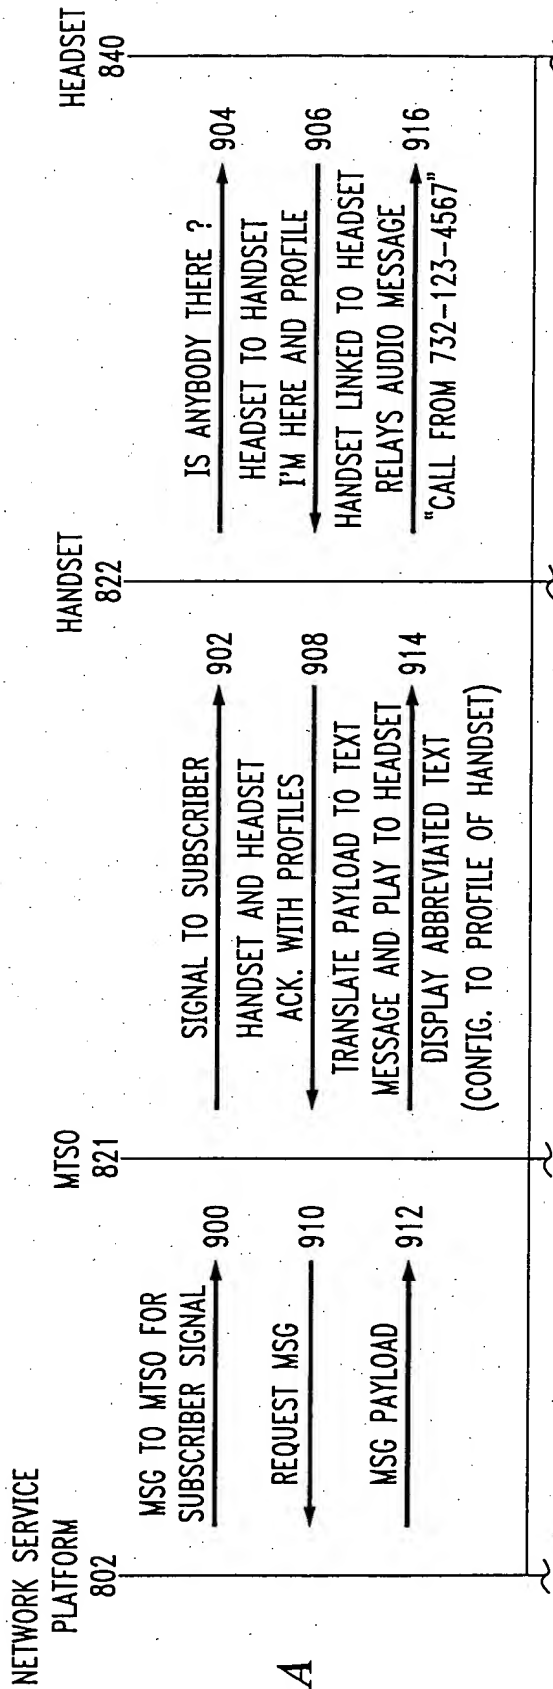 NETWORK SERVICE
PLATFORM
802
MTSO
821
HANDSET
822
HEADSET
840
A
MSG TO MTSO FOR
SUBSCRIBER SIGNAL
900
REQUEST MSG
910
MSG PAYLOAD
912
SIGNAL TO SUBSCRIBER
902
HANDSET AND HEADSET
ACK. WITH PROFILES
908
TRANSLATE PAYLOAD TO TEXT
MESSAGE AND PLAY TO HEADSET
914
DISPLAY ABBREVIATED TEXT
(CONFIG. TO PROFILE OF HANDSET)
IS ANYBODY THERE ?
904
HEADSET TO HANDSET
I'M HERE AND PROFILE
906
HANDSET LINKED TO HEADSET
RELAYS AUDIO MESSAGE
916
"CALL FROM 732-123-4567"